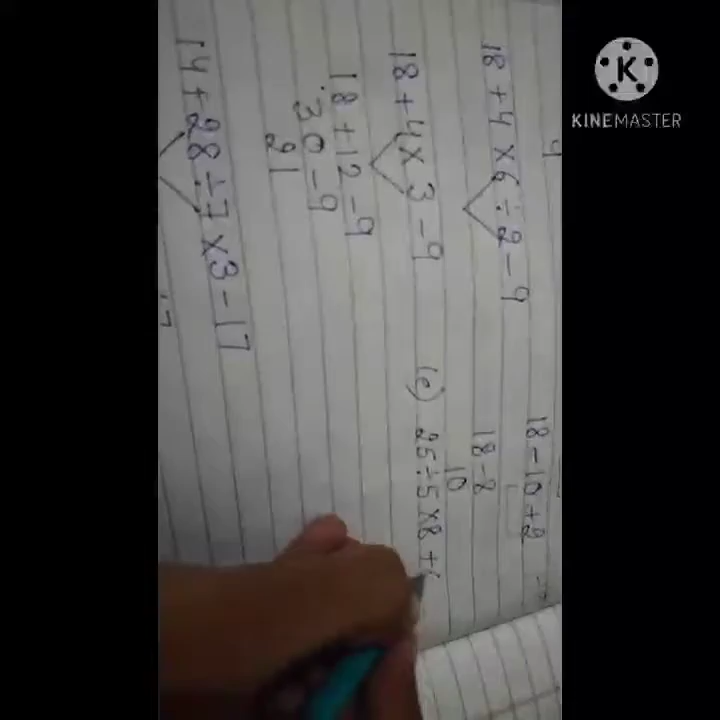 18 + 4 × 6 ÷ 2 - 9
18 + 4 × 3 - 9
18 + 12 - 9
30 - 9
21
14 + 28 ÷ 7 × 3 - 17
18 - 10 + 2
18 - 8
10
(e) 25 ÷ 5 × 8 +
KINEMASTER